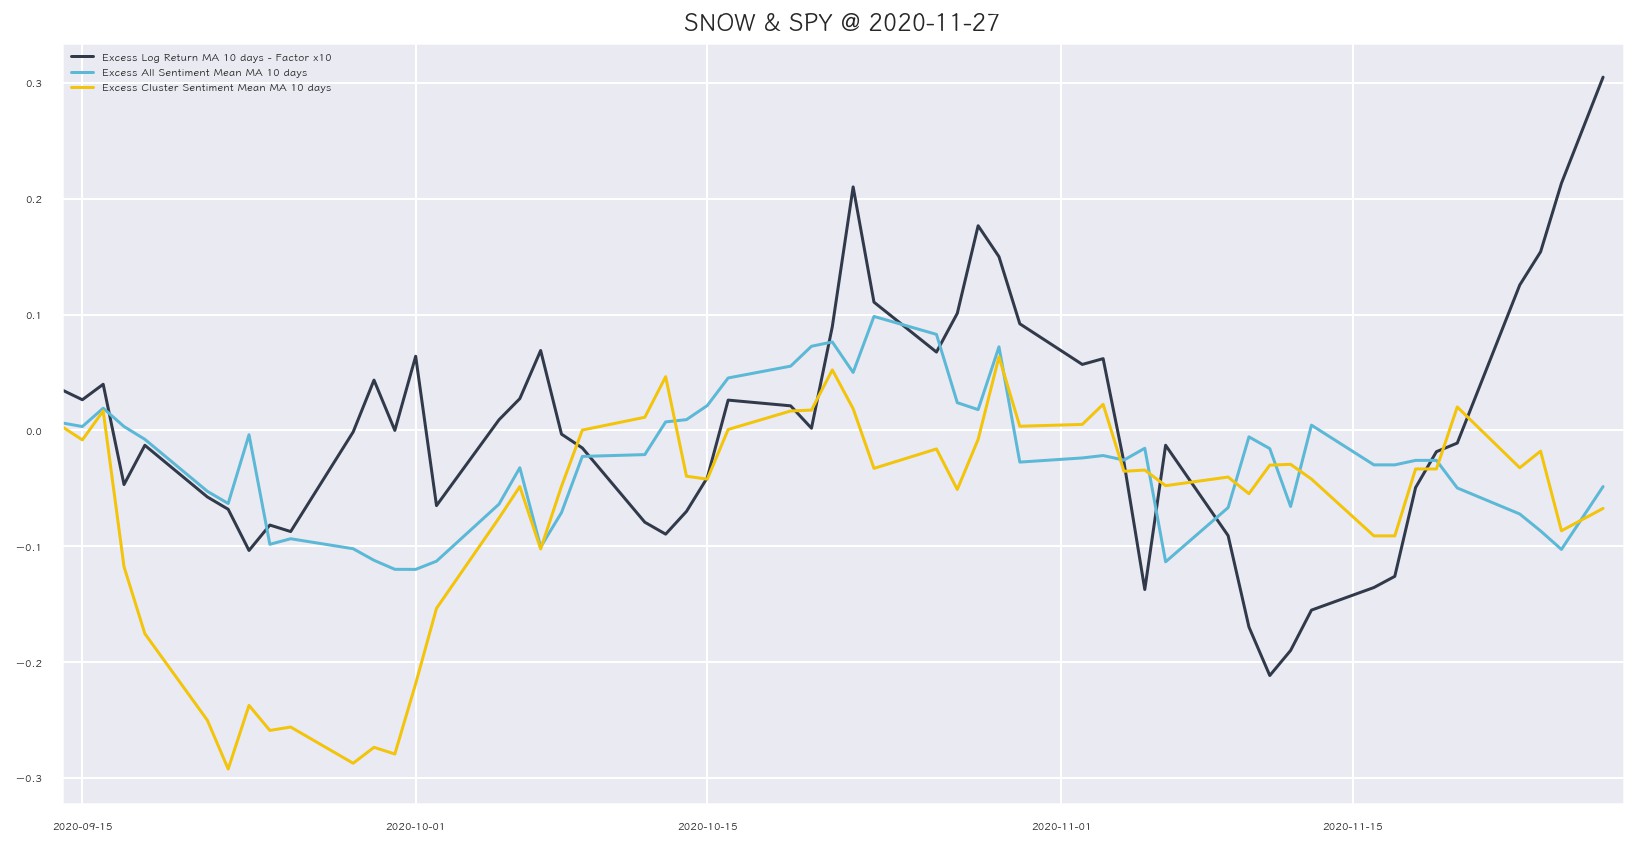 SNOW & SPY @ 2020-11-27
Excess Log Return MA 10 days - Factor x10
Excess All Sentiment Mean MA 10 days
Excess Cluster Sentiment Mean MA 10 days
0.3
0.2
0.1
0.0
−0.1
−0.2
−0.3
2020-09-15 2020-10-01 2020-10-15 2020-11-01 2020-11-15